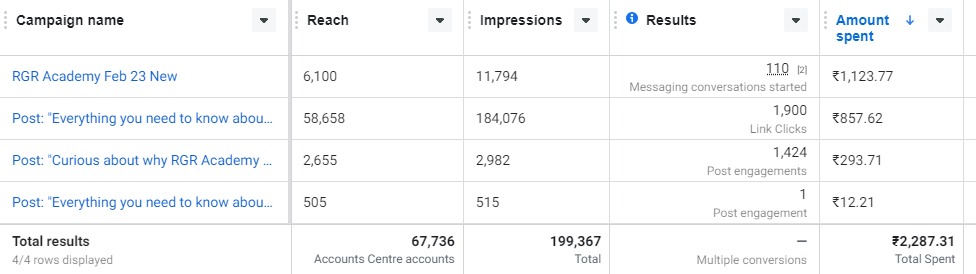 Campaign name Reach Impressions Results Amount spent
RGR Academy Feb 23 New 6,100 11,794 110 [2] ₹1,123.77
Messaging conversations started
Post: "Everything you need to know abou... 58,658 184,076 1,900 ₹857.62
Link Clicks
Post: "Curious about why RGR Academy ... 2,655 2,982 1,424 ₹293.71
Post engagements
Post: "Everything you need to know abou... 505 515 1 ₹12.21
Post engagement
Total results 67,736 199,367 — ₹2,287.31
4/4 rows displayed Accounts Centre accounts Total Multiple conversions Total Spent